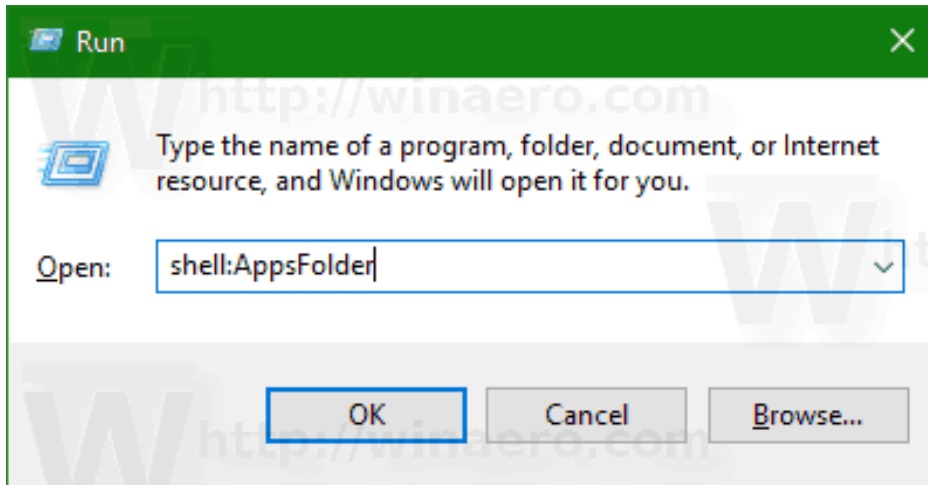 Run
http://winaero.com
Type the name of a program, folder, document, or Internet
resource, and Windows will open it for you.
Open: shell:AppsFolder
OK Cancel Browse...
http://winaero.com